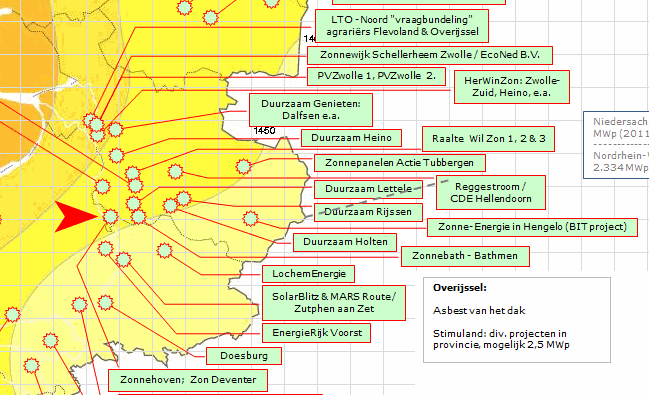 LTO - Noord "vraagbundeling"
agrariërs Flevoland & Overijssel
14
Zonnewijk Schellerheem Zwolle / EcoNed B.V.
PVZwolle 1, PVZwolle 2.
HerWinZon: Zwolle-
Zuid, Heino, e.a.
Duurzaam Genieten:
Dalfsen e.a.
1450
Duurzaam Heino
Raalte Wil Zon 1, 2 & 3
Niedersach
MWp (2011
Nordrhein-
2.334 MWp
Zonnepanelen Actie Tubbergen
Duurzaam Lettele
Reggestroom /
CDE Hellendoorn
Duurzaam Rijssen
Zonne-Energie in Hengelo (BIT project)
Duurzaam Holten
Zonnebath - Bathmen
LochemEnergie
Overijssel:
Asbest van het dak
Stimuland: div. projecten in
provincie, mogelijk 2,5 MWp
SolarBlitz & MARS Route /
Zutphen aan Zet
EnergieRijk Voorst
Doesburg
Zonnehoven; Zon Deventer